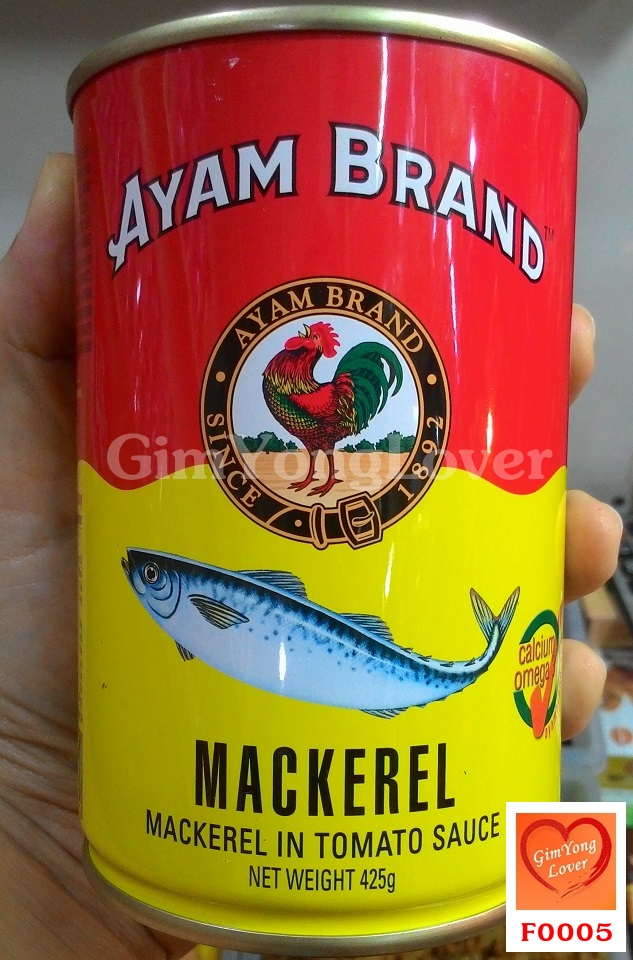 AYAM BRAND™
AYAM BRAND
SINCE 1892
GimYongLover
calcium
omega
MACKEREL
MACKEREL IN TOMATO SAUCE
NET WEIGHT 425g
GimYong
Lover
F0005